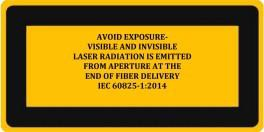 AVOID EXPOSURE-
VISIBLE AND INVISIBLE
LASER RADIATION IS EMITTED
FROM APERTURE AT THE
END OF FIBER DELIVERY
IEC 60825-1:2014